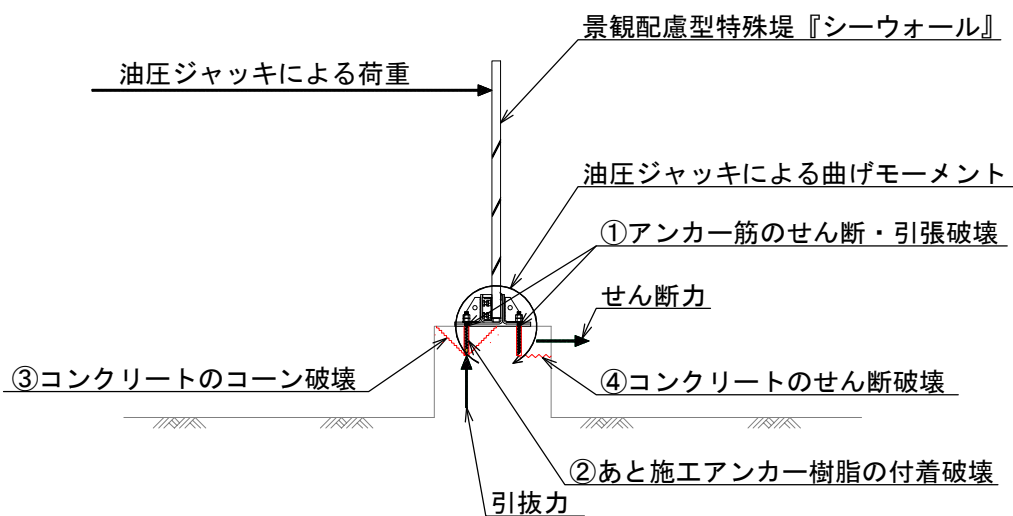 景観配慮型特殊堤『シーウォール』
油圧ジャッキによる荷重
油圧ジャッキによる曲げモーメント
①アンカー筋のせん断・引張破壊
せん断力
③コンクリートのコーン破壊
④コンクリートのせん断破壊
②あと施工アンカー樹脂の付着破壊
引抜力